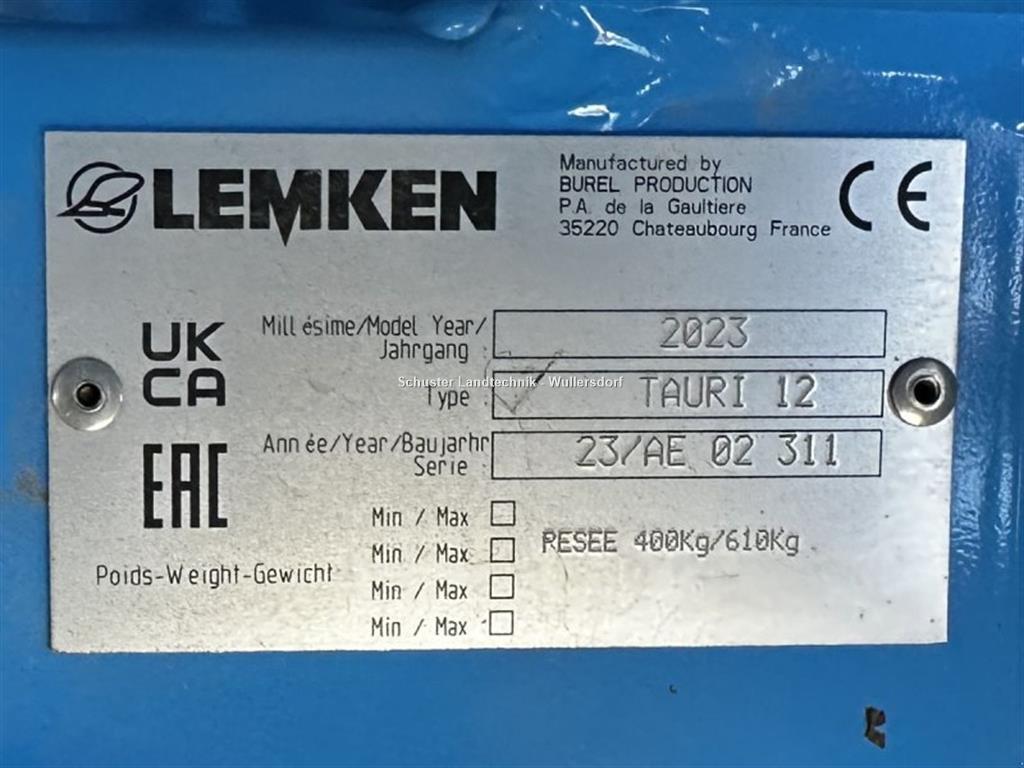 LEMKEN
Manufactured by
BUREL PRODUCTION
P.A. de la Gaultiere
35220 Chateaubourg France
CE
UK
CA
EAC
Millésime/Model Year/
Jahrgang : 2023
Schuster Landtechnik - Wullersdorf
Type : TAURI 12
Année/Year/Baujarhr
Serie : 23/AE 02 311
Poids-Weight-Gewicht
Min / Max RESEE 400Kg/610Kg
Min / Max
Min / Max
Min / Max